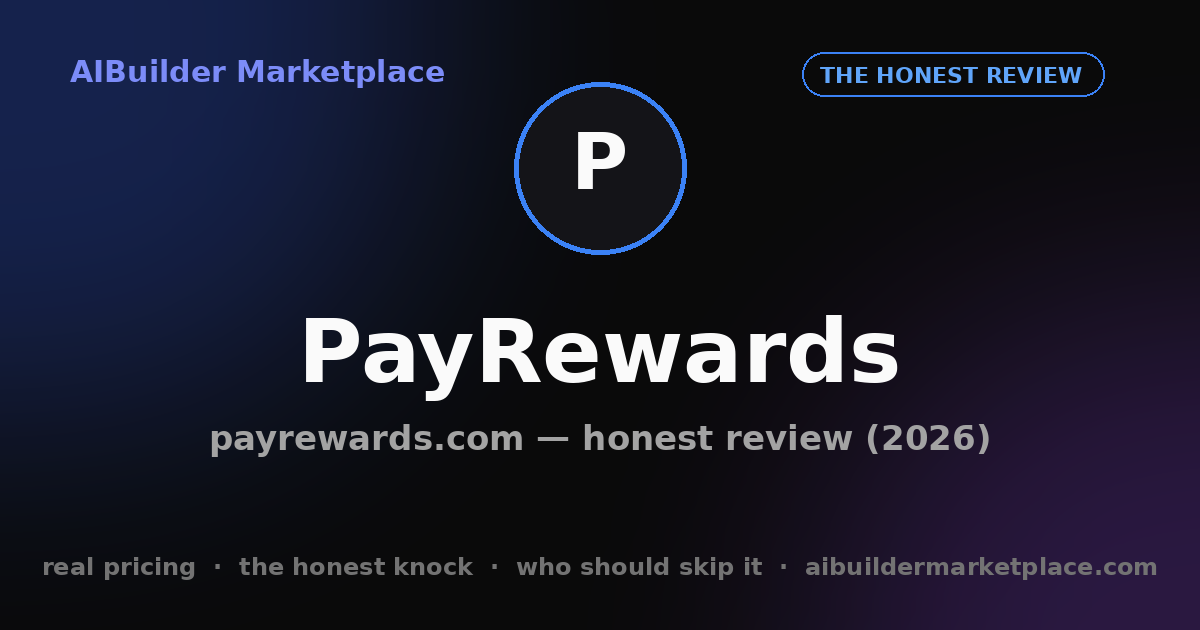 AIBuilder Marketplace
THE HONEST REVIEW
P
PayRewards
payrewards.com — honest review (2026)
real pricing · the honest knock · who should skip it · aibuildermarketplace.com